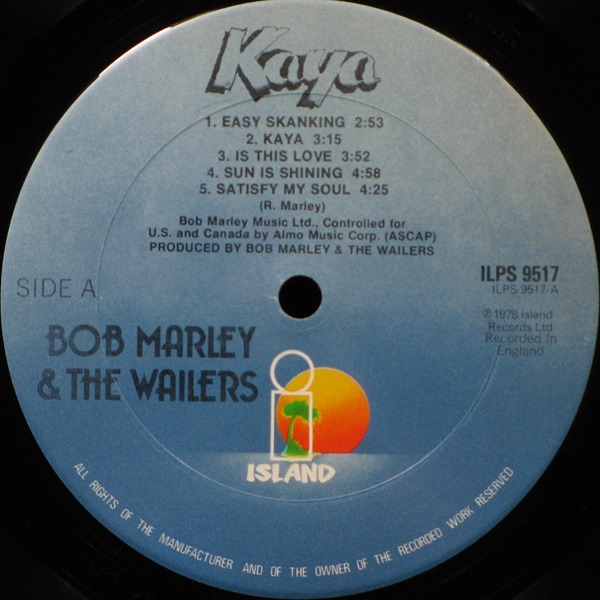 Kaya
1. EASY SKANKING 2:53
2. KAYA 3:15
3. IS THIS LOVE 3:52
4. SUN IS SHINING 4:58
5. SATISFY MY SOUL 4:25
(R. Marley)
Bob Marley Music Ltd., Controlled for
U.S. and Canada by Almo Music Corp. (ASCAP)
PRODUCED BY BOB MARLEY & THE WAILERS
SIDE A
ILPS 9517
ILPS 9517-A
℗ 1978 Island
Records Ltd
Recorded In
England
BOB MARLEY
& THE WAILERS
ISLAND
ALL RIGHTS OF THE MANUFACTURER AND OF THE OWNER OF THE RECORDED WORK RESERVED